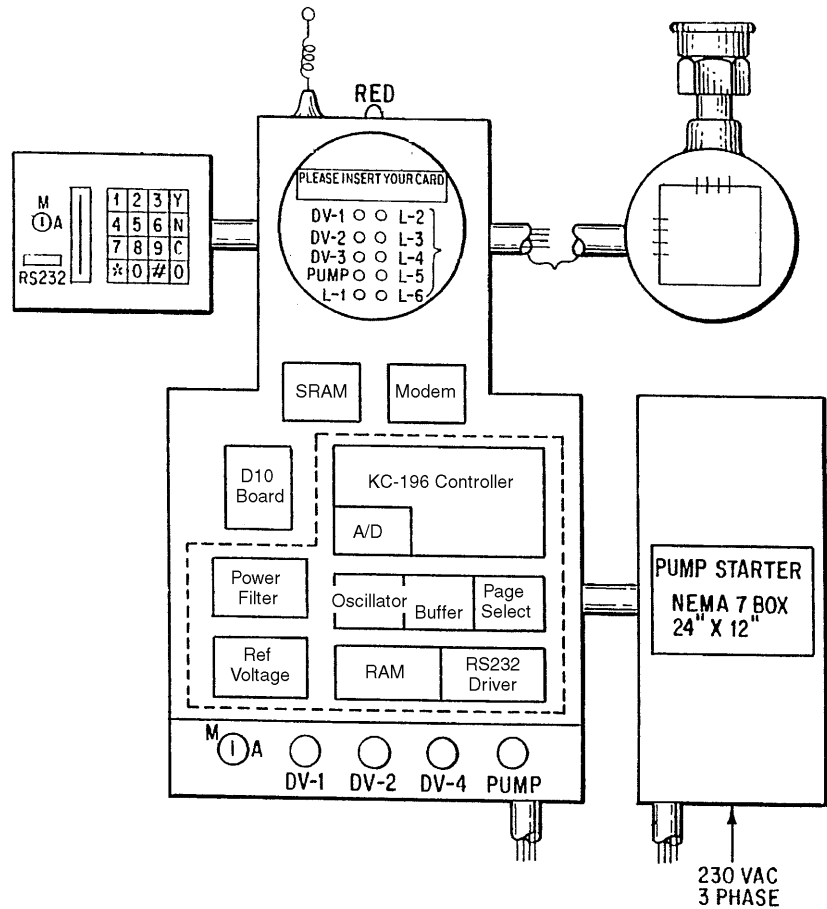 RED
PLEASE INSERT YOUR CARD
DV-1 L-2
DV-2 L-3
DV-3 L-4
PUMP L-5
L-1 L-6
M
I A
RS232
1 2 3 Y
4 5 6 N
7 8 9 C
* 0 # 0
SRAM
Modem
D10
Board
KC-196 Controller
A/D
Power
Filter
Oscillator
Buffer
Page
Select
Ref
Voltage
RAM
RS232
Driver
M I A
DV-1 DV-2 DV-4 PUMP
PUMP STARTER
NEMA 7 BOX
24" X 12"
230 VAC
3 PHASE